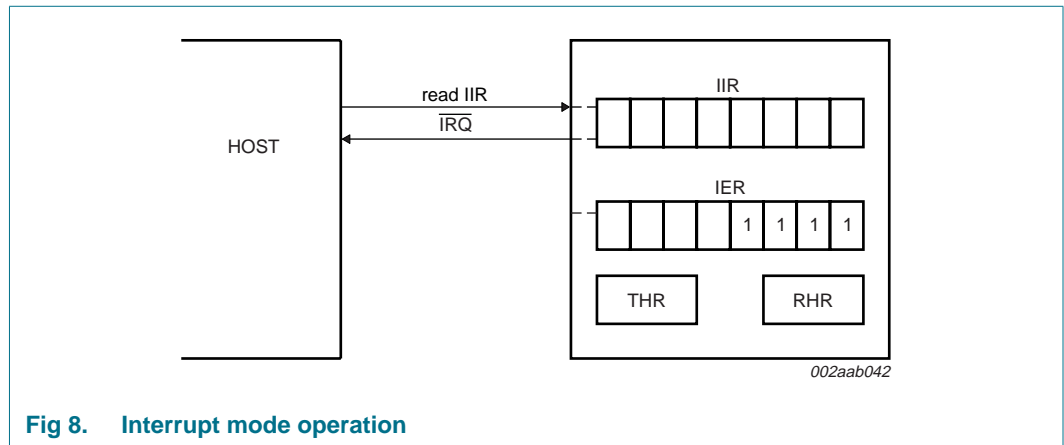 read IIR
IRQ
HOST
IIR
IER
1 1 1 1
THR RHR
002aab042
Fig 8. Interrupt mode operation